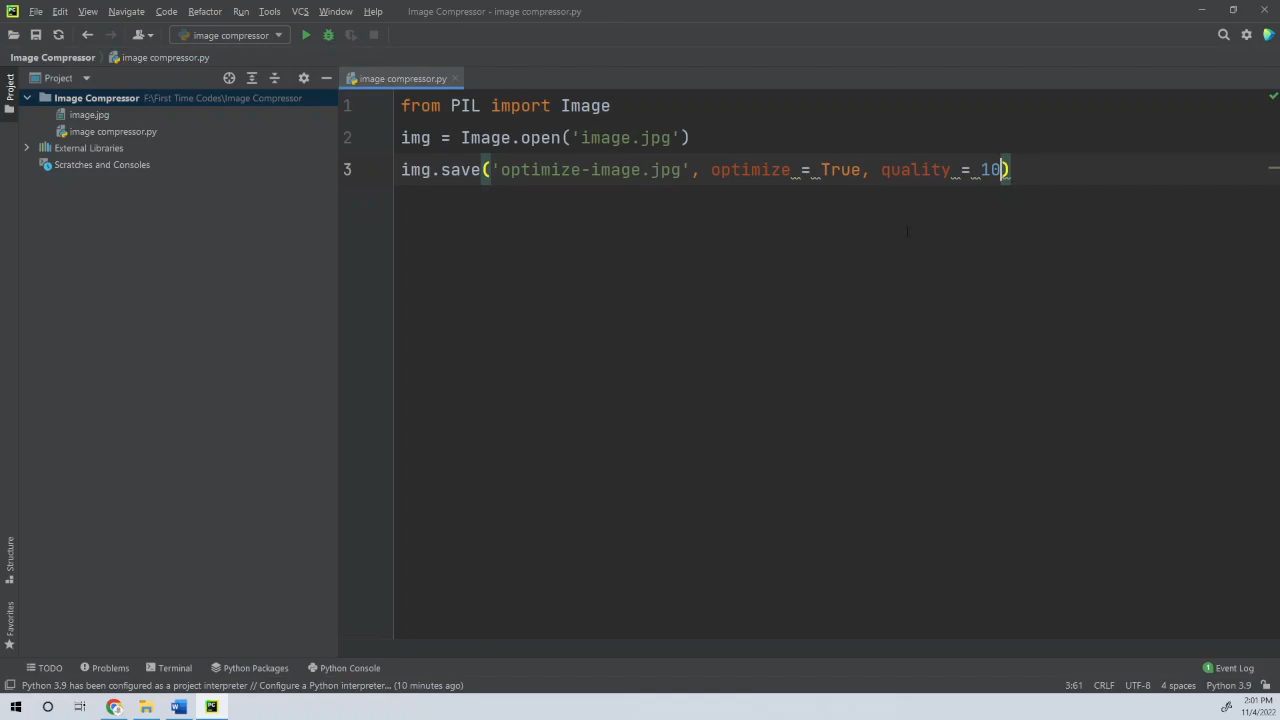 File Edit View Navigate Code Refactor Run Tools VCS Window Help Image Compressor - image compressor.py
image compressor
Image Compressor image compressor.py
Project
Project
image compressor.py
Image Compressor F:\First Time Codes\Image Compressor
image.jpg
image compressor.py
External Libraries
Scratches and Consoles
1 from PIL import Image
2 img = Image.open('image.jpg')
3 img.save('optimize-image.jpg', optimize = True, quality = 10)
Structure
Favorites
TODO Problems Terminal Python Packages Python Console 1 Event Log
Python 3.9 has been configured as a project interpreter // Configure a Python interpreter... (10 minutes ago) 3:61 CRLF UTF-8 4 spaces Python 3.9
2:01 PM
11/4/2022